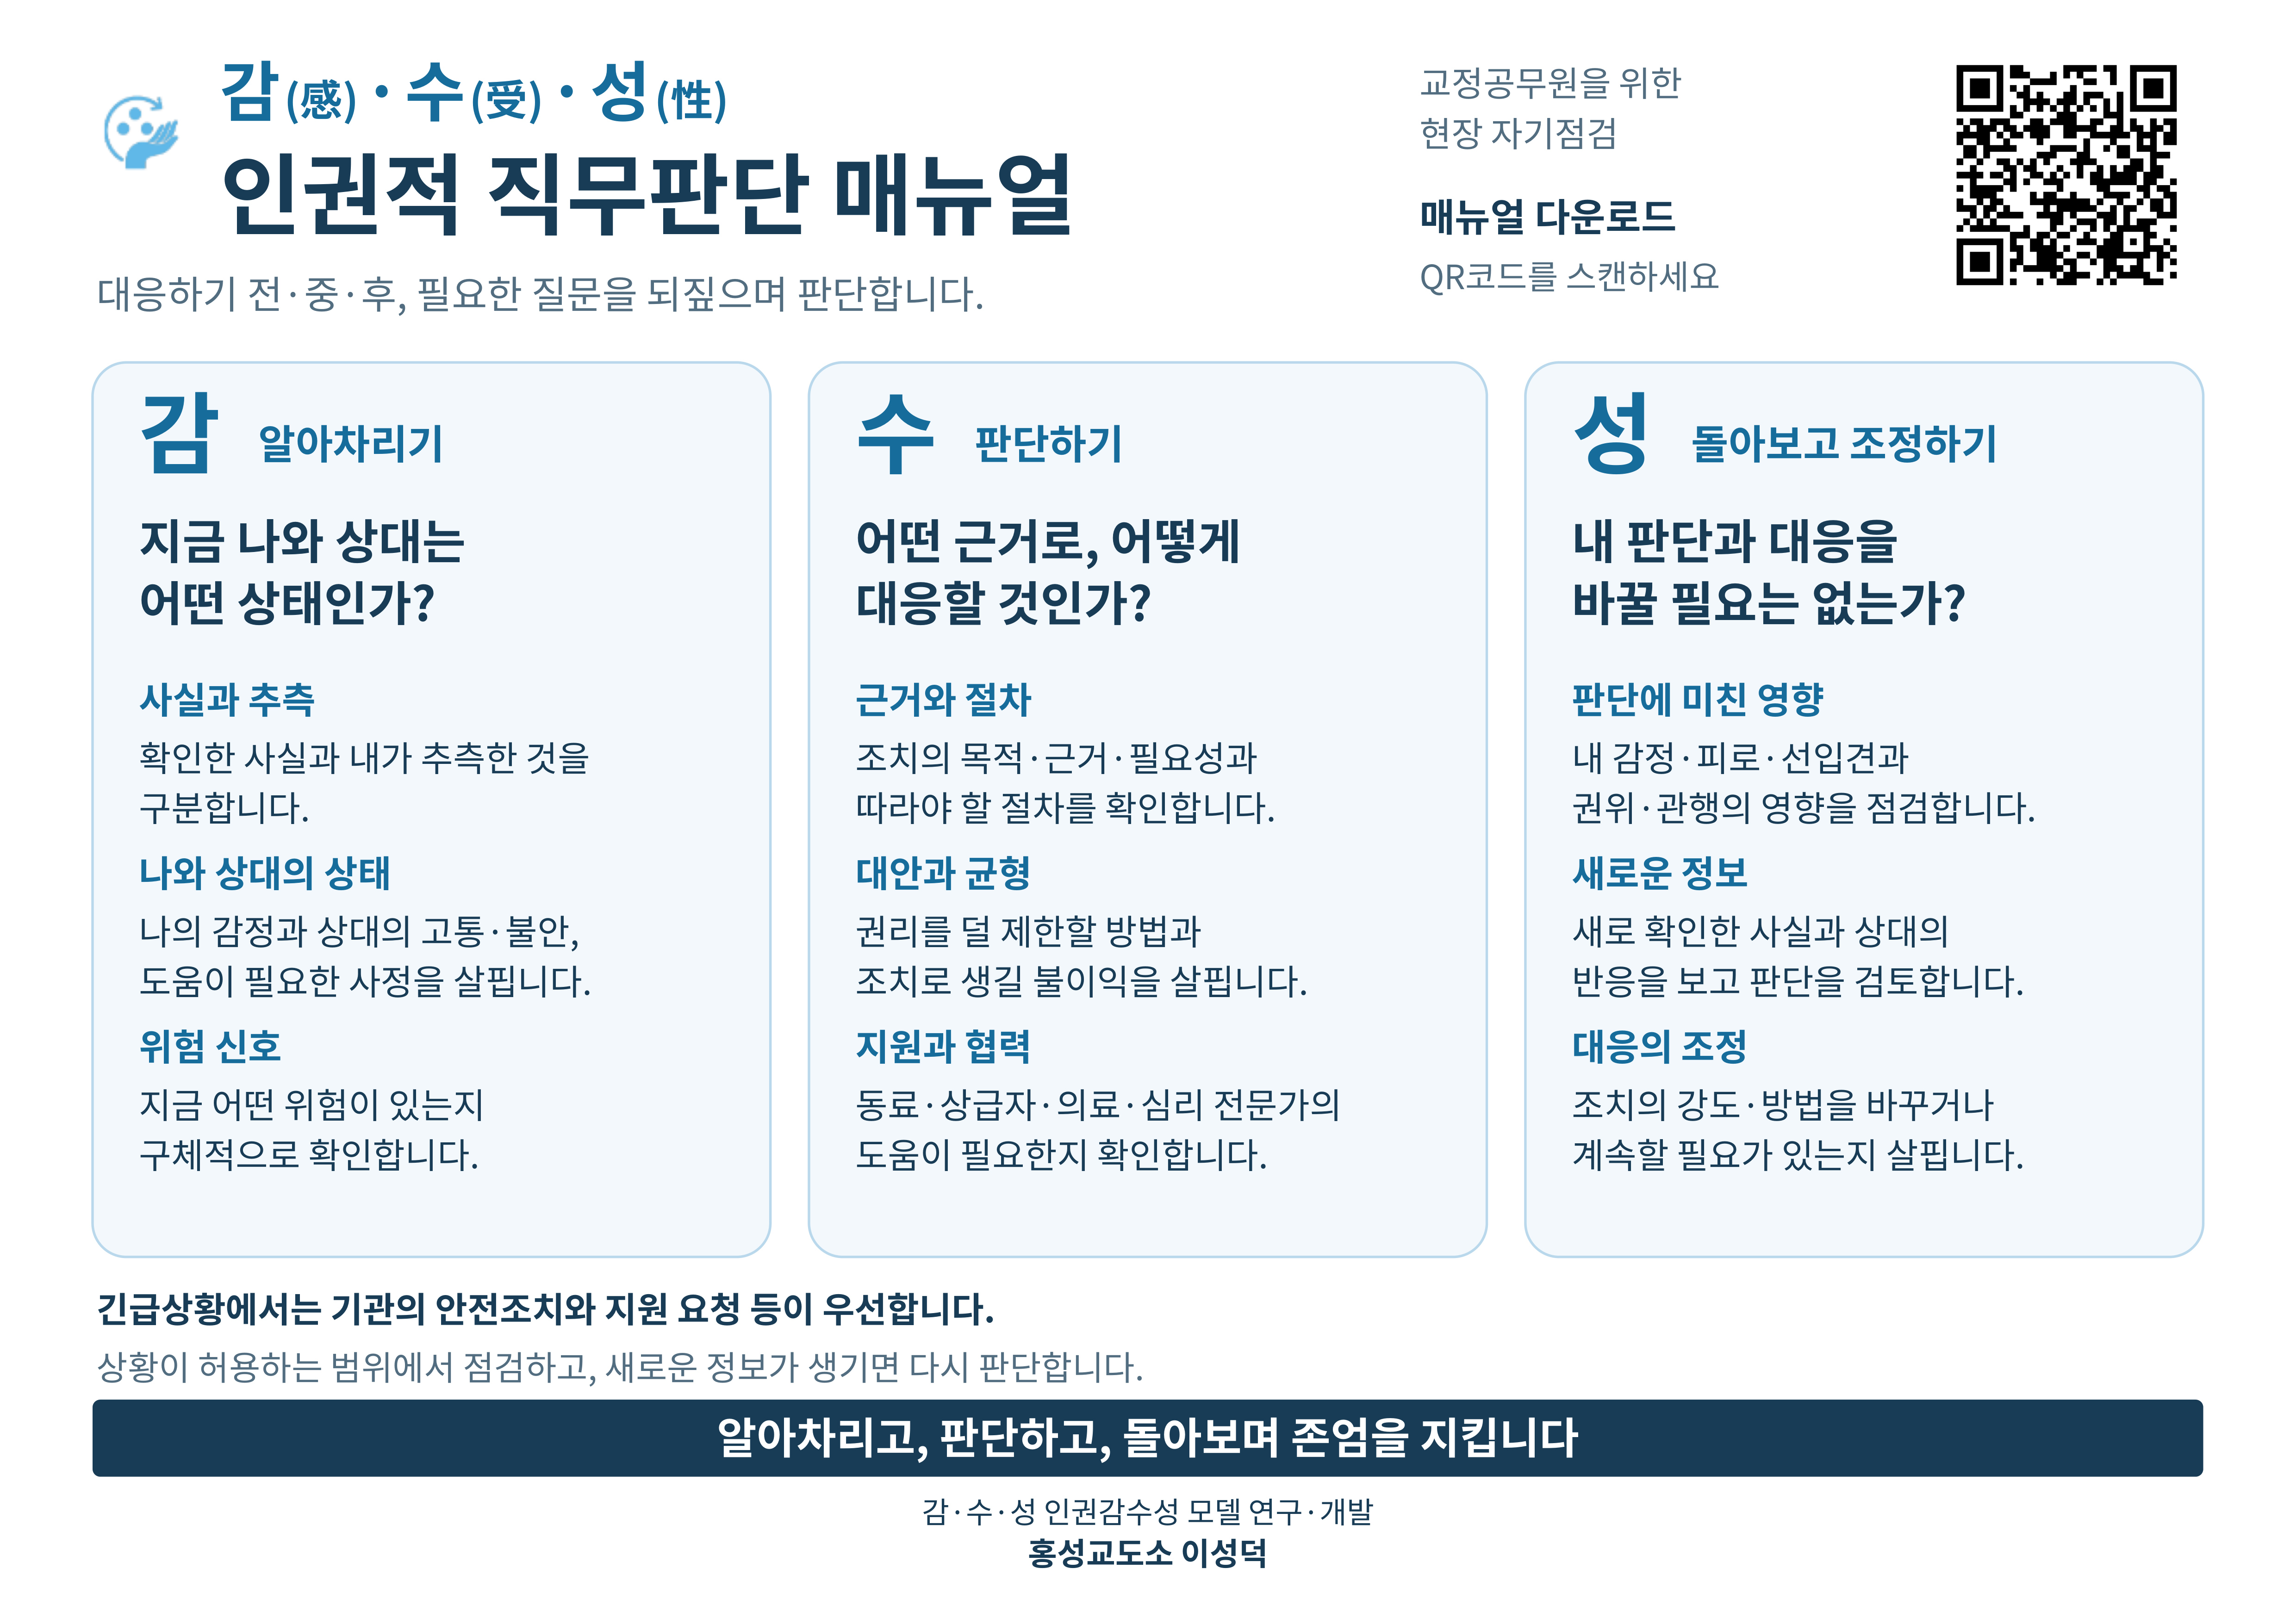 감(感) · 수(受) · 성(性)
인권적 직무판단 매뉴얼
대응하기 전·중·후, 필요한 질문을 되짚으며 판단합니다.
교정공무원을 위한
현장 자기점검
매뉴얼 다운로드
QR코드를 스캔하세요
감 알아차리기
지금 나와 상대는
어떤 상태인가?
사실과 추측
확인한 사실과 내가 추측한 것을
구분합니다.
나와 상대의 상태
나의 감정과 상대의 고통·불안,
도움이 필요한 사정을 살핍니다.
위험 신호
지금 어떤 위험이 있는지
구체적으로 확인합니다.
수 판단하기
어떤 근거로, 어떻게
대응할 것인가?
근거와 절차
조치의 목적·근거·필요성과
따라야 할 절차를 확인합니다.
대안과 균형
권리를 덜 제한할 방법과
조치로 생길 불이익을 살핍니다.
지원과 협력
동료·상급자·의료·심리 전문가의
도움이 필요한지 확인합니다.
성 돌아보고 조정하기
내 판단과 대응을
바꿀 필요는 없는가?
판단에 미친 영향
내 감정·피로·선입견과
권위·관행의 영향을 점검합니다.
새로운 정보
새로 확인한 사실과 상대의
반응을 보고 판단을 검토합니다.
대응의 조정
조치의 강도·방법을 바꾸거나
계속할 필요가 있는지 살핍니다.
긴급상황에서는 기관의 안전조치와 지원 요청 등이 우선합니다.
상황이 허용하는 범위에서 점검하고, 새로운 정보가 생기면 다시 판단합니다.
알아차리고, 판단하고, 돌아보며 존엄을 지킵니다
감·수·성 인권감수성 모델 연구·개발
홍성교도소 이성덕